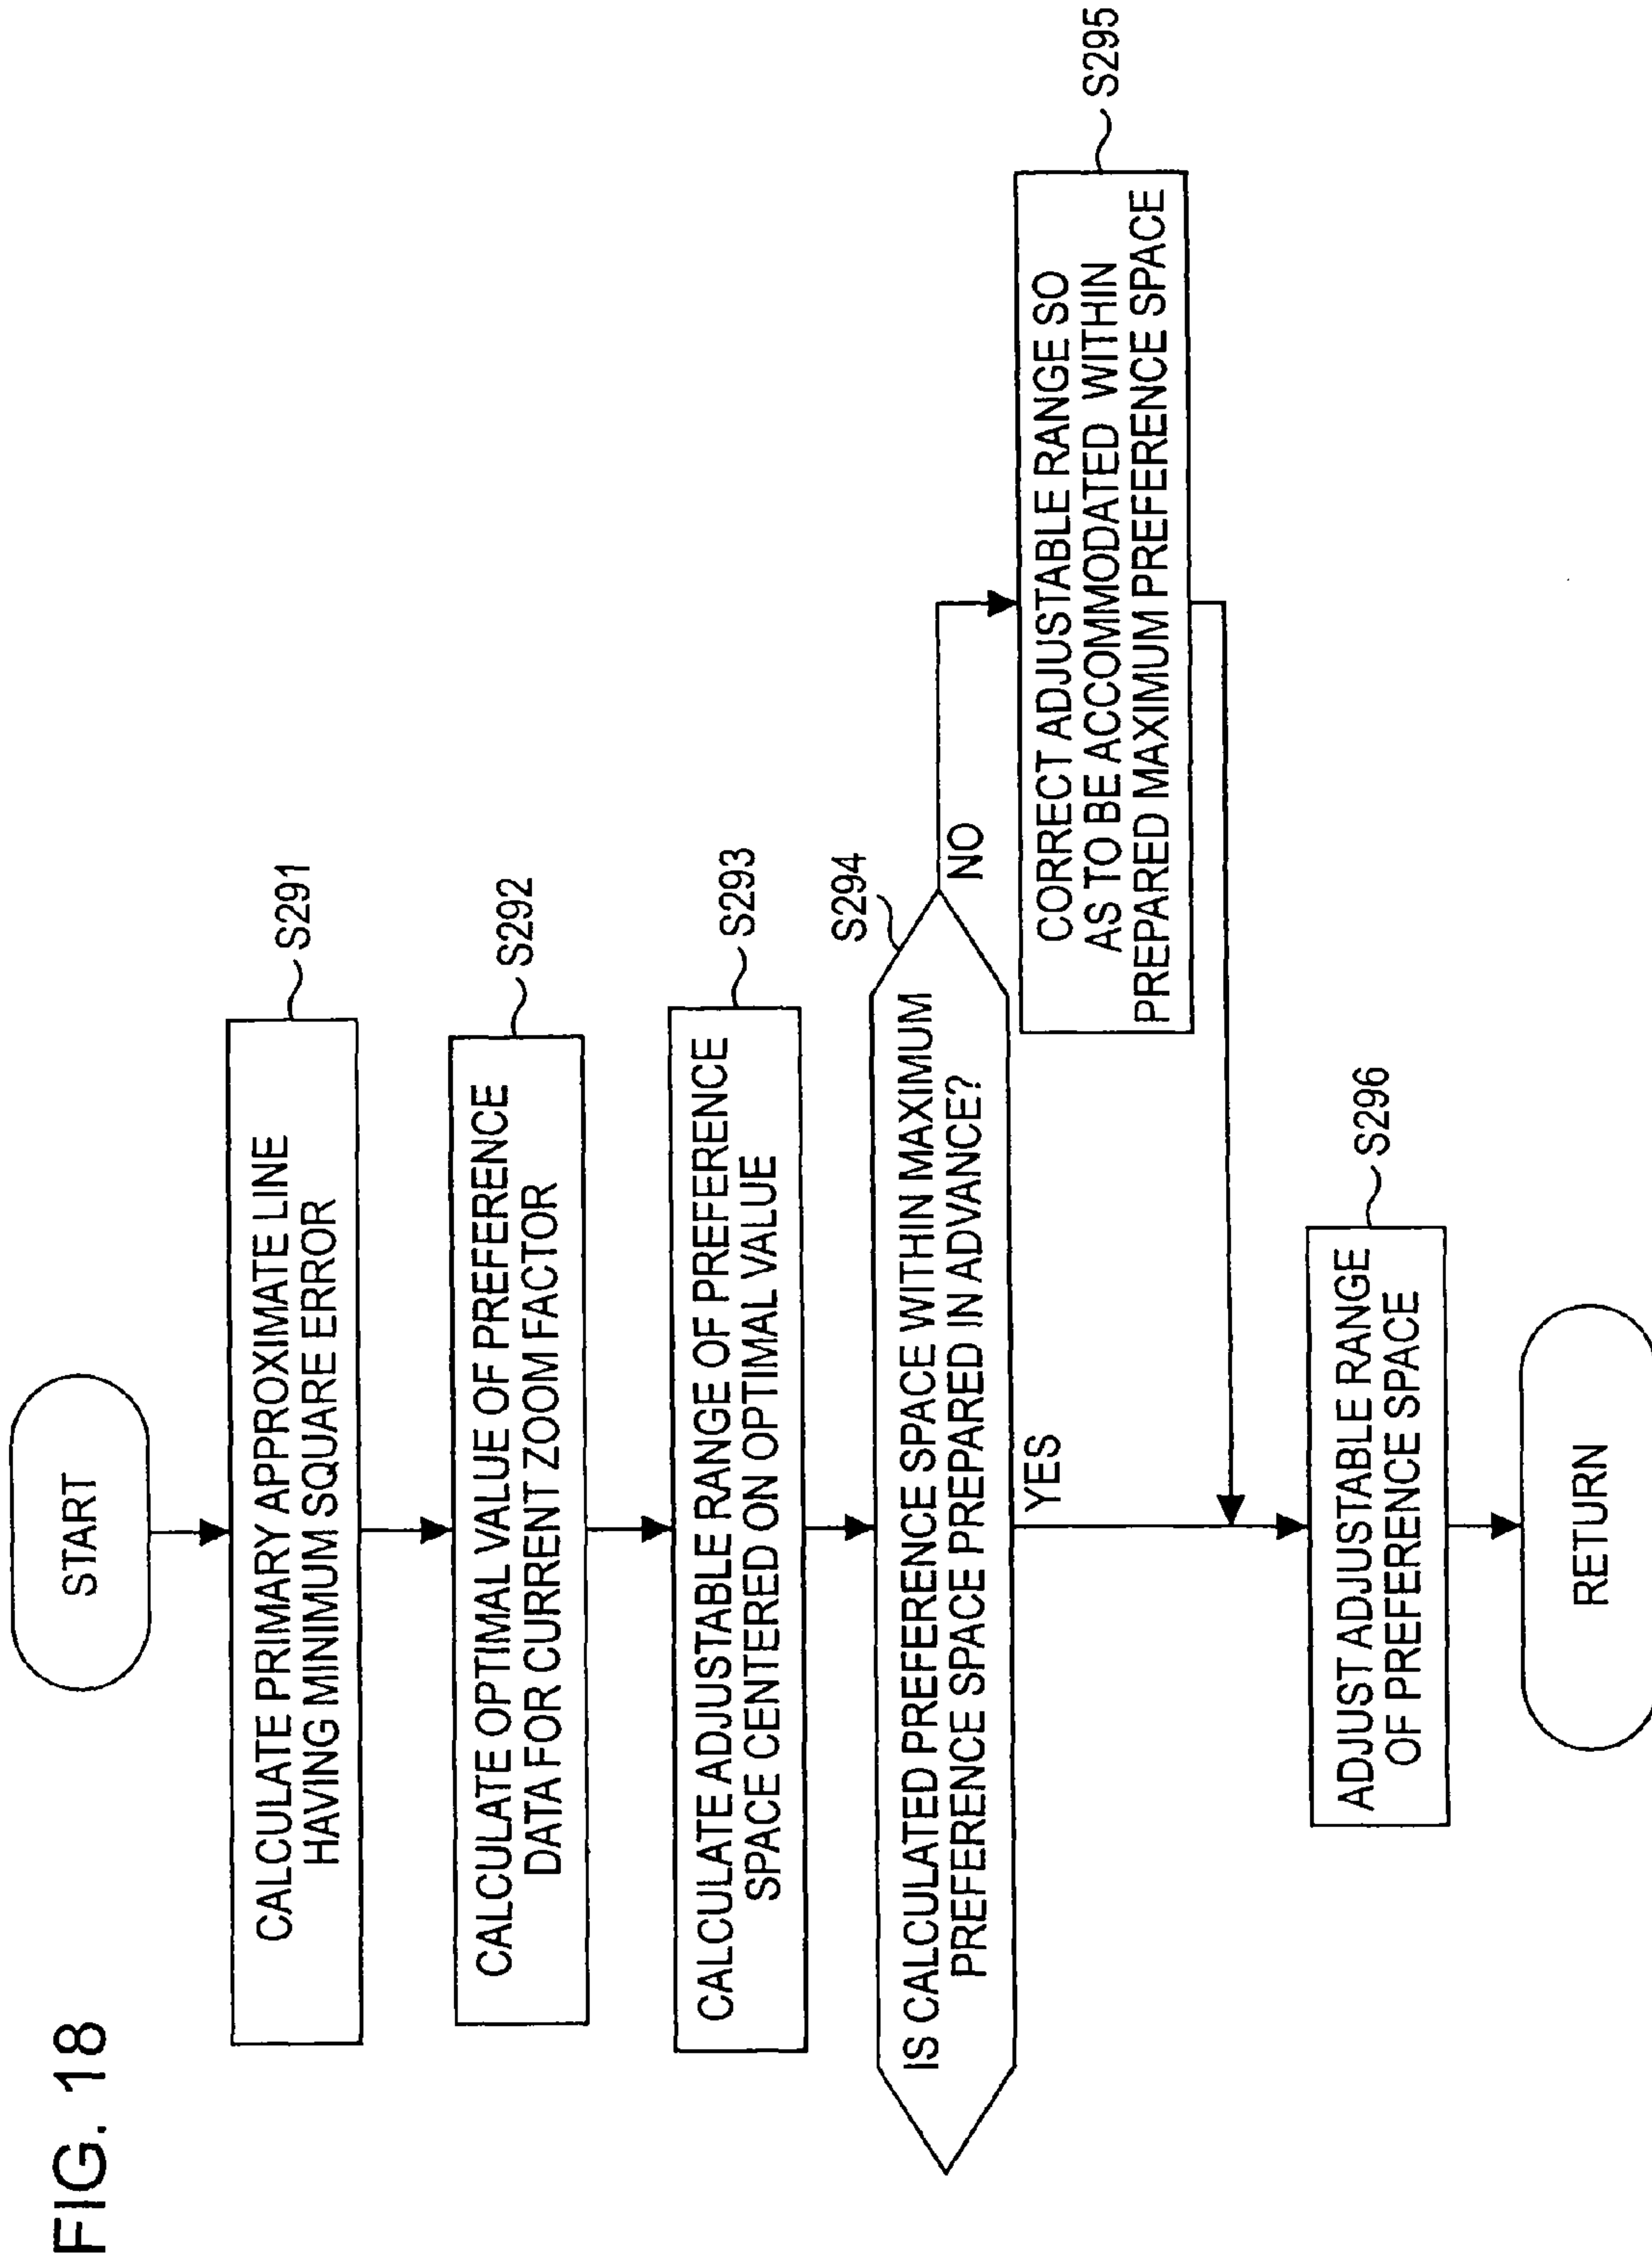 FIG. 18
START
CALCULATE PRIMARY APPROXIMATE LINE
HAVING MINIMUM SQUARE ERROR
S291
CALCULATE OPTIMAL VALUE OF PREFERENCE
DATA FOR CURRENT ZOOM FACTOR
S292
CALCULATE ADJUSTABLE RANGE OF PREFERENCE
SPACE CENTERED ON OPTIMAL VALUE
S293
S294
IS CALCULATED PREFERENCE SPACE WITHIN MAXIMUM
PREFERENCE SPACE PREPARED IN ADVANCE?
NO
YES
CORRECT ADJUSTABLE RANGE SO
AS TO BE ACCOMMODATED WITHIN
PREPARED MAXIMUM PREFERENCE SPACE
S295
ADJUST ADJUSTABLE RANGE
OF PREFERENCE SPACE
S296
RETURN